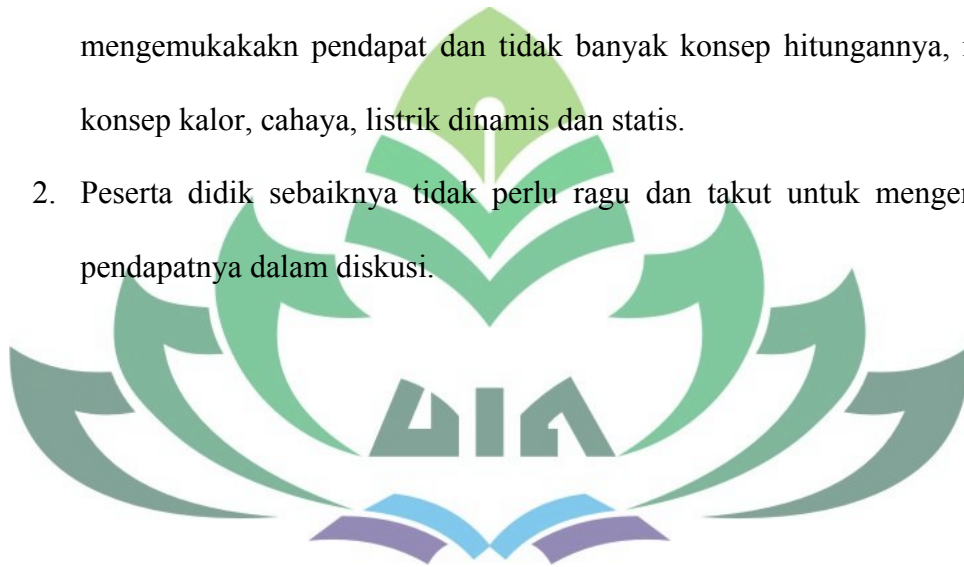 mengemukakakn pendapat dan tidak banyak konsep hitungannya,
konsep kalor, cahaya, listrik dinamis dan statis.
2. Peserta didik sebaiknya tidak perlu ragu dan takut untuk
pendapatnya dalam diskusi.
UIN